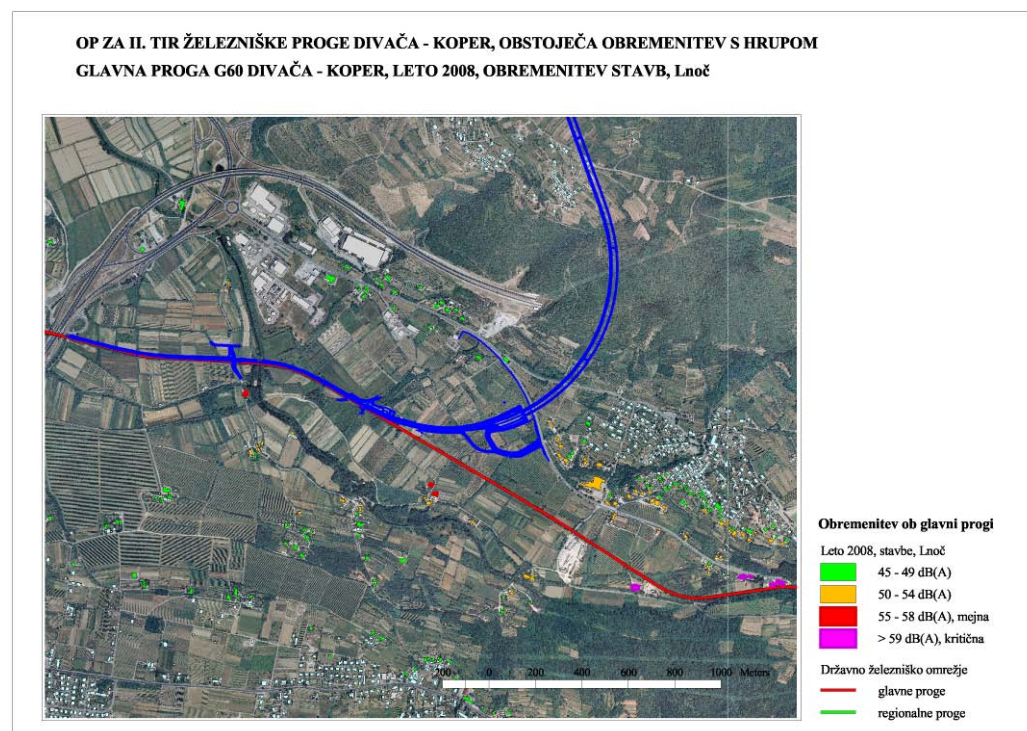 OP ZA II. TIR ŽELEZNIŠKE PROGE DIVAČA - KOPER, OBSTOJEČA OBREMENITEV S HRUPOM
GLAVNA PROGA G60 DIVAČA - KOPER, LETO 2008, OBREMENITEV STAVB, Lnoč
200 0 200 400 600 800 1000 Meters
Obremenitev ob glavni progi
Leto 2008, stavbe, Lnoč
45 - 49 dB(A)
50 - 54 dB(A)
55 - 58 dB(A), mejna
> 59 dB(A), kritična
Državno železniško omrežje
glavne proge
regionalne proge